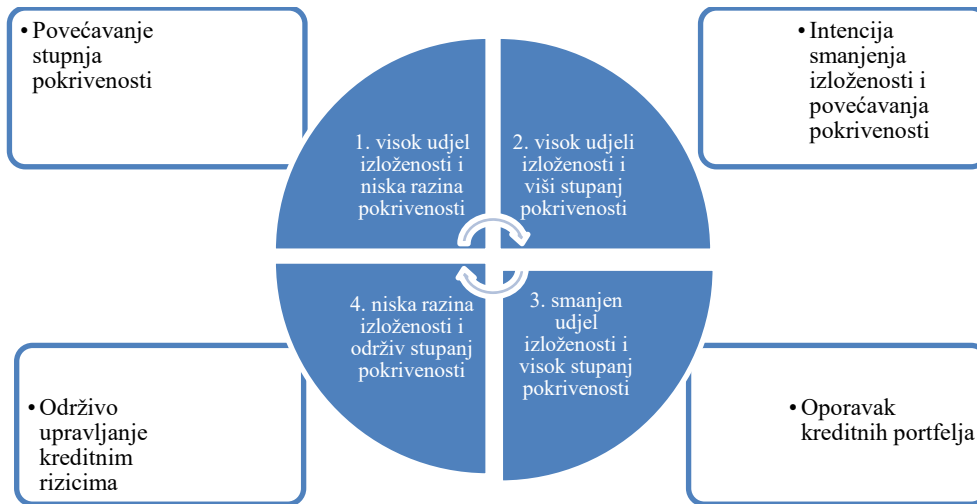 • Povećavanje
stupnja
pokrivenosti
• Intencija
smanjenja
izloženosti i
povećavanja
pokrivenosti
1. visok udjel
izloženosti i
niska razina
pokrivenosti
2. visok udjeli
izloženosti i
viši stupanj
pokrivenosti
4. niska razina
izloženosti i
održiv stupanj
pokrivenosti
3. smanjen
udjel
izloženosti i
visok stupanj
pokrivenosti
• Održivo
upravljanje
kreditnim
rizicima
• Oporavak
kreditnih portfelja